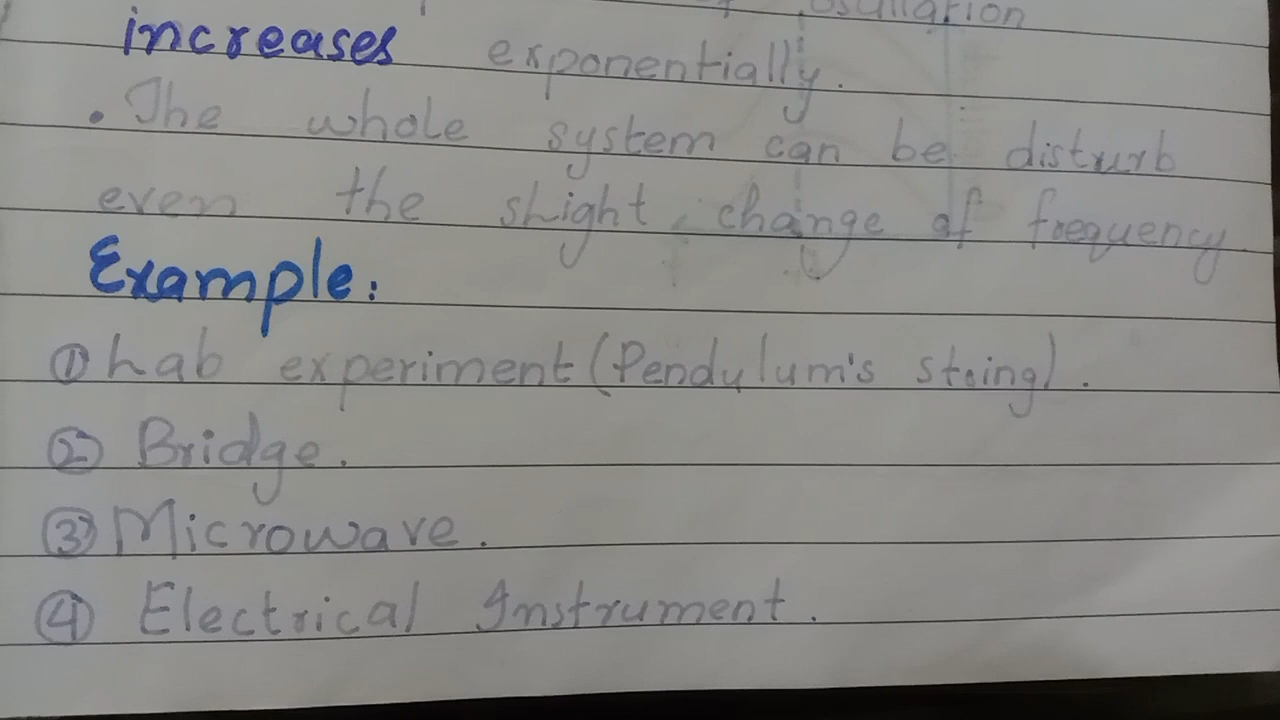 oscillation
increases exponentially.
. The whole system can be disturb
even the slight change of frequency
Example:
① Lab experiment (Pendulum's string).
② Bridge.
③ Microwave.
④ Electrical Instrument.